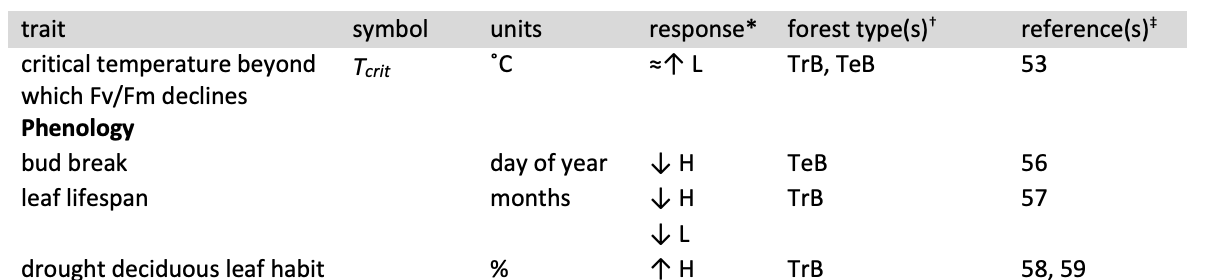 trait symbol units response* forest type(s)† reference(s)‡
critical temperature beyond Tcrit ˚C ≈↑ L TrB, TeB 53
which Fv/Fm declines
Phenology
bud break day of year ↓ H TeB 56
leaf lifespan months ↓ H TrB 57
↓ L
drought deciduous leaf habit % ↑ H TrB 58, 59